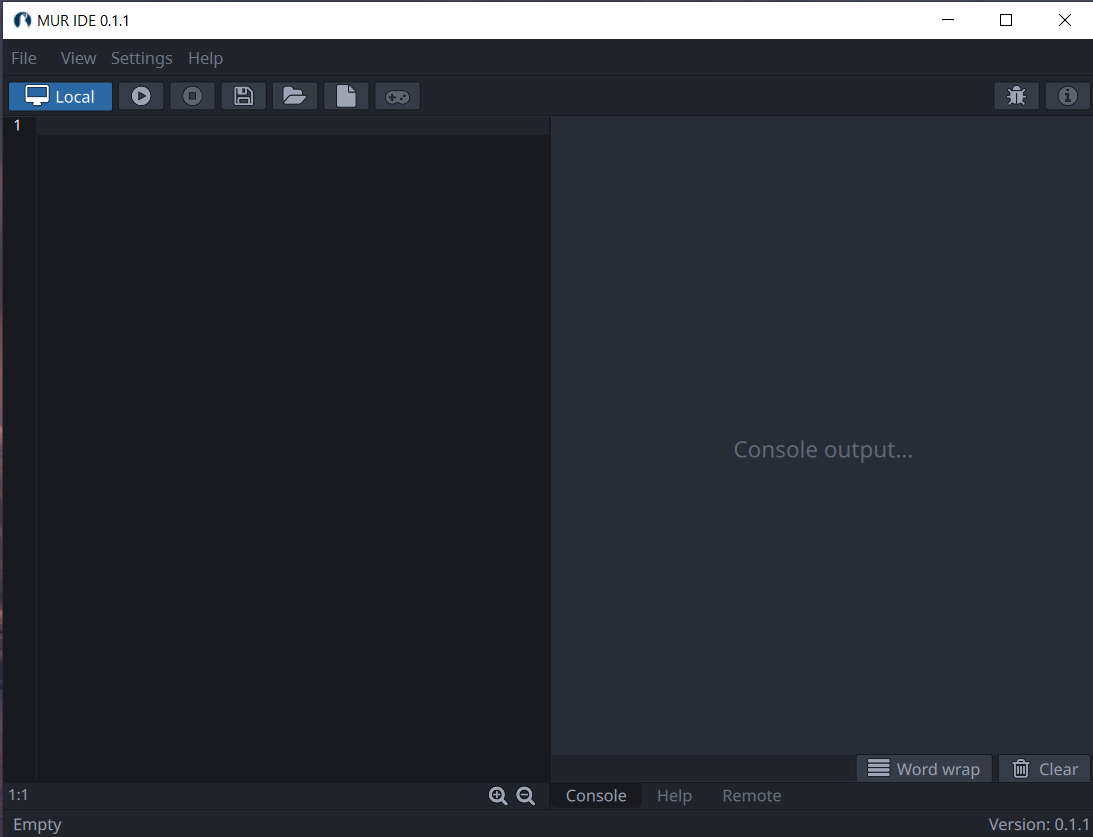 MUR IDE 0.1.1
File View Settings Help
Local
1
Console output...
Word wrap Clear
1:1 Console Help Remote
Empty Version: 0.1.1